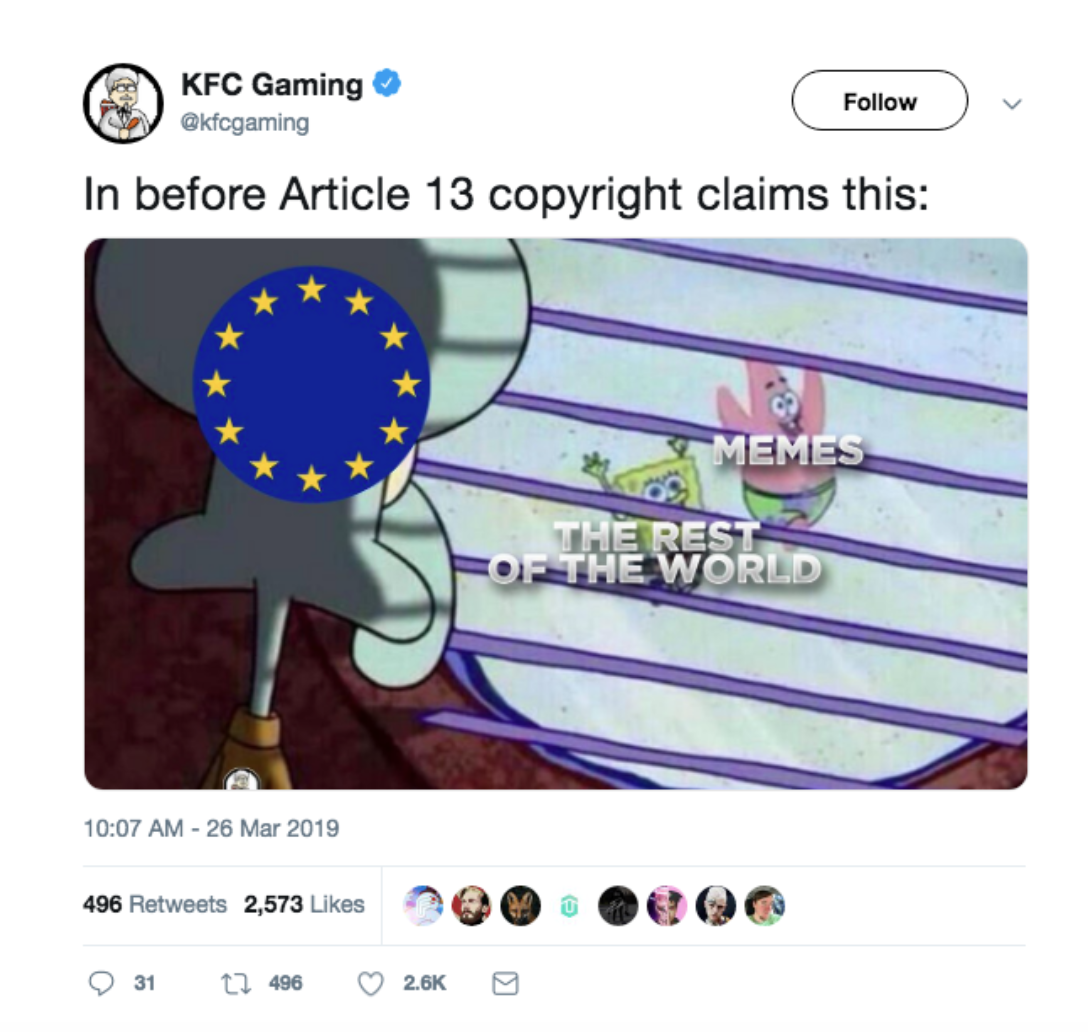 KFC Gaming
@kfcgaming
Follow
In before Article 13 copyright claims this:
MEMES
THE REST
OF THE WORLD
10:07 AM - 26 Mar 2019
496 Retweets 2,573 Likes
31 496 2.6K